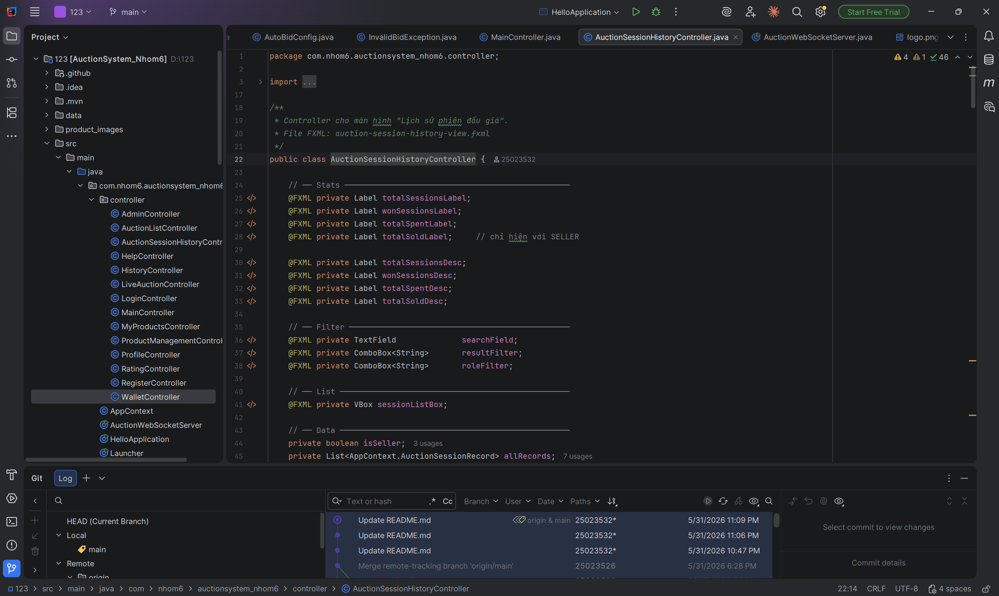 123
main
HelloApplication
Start Free Trial
Project
AutoBidConfig.java
InvalidBidException.java
MainController.java
AuctionSessionHistoryController.java
AuctionWebSocketServer.java
logo.png
123 [AuctionSystem_Nhom6] D:\123
.github
.idea
.mvn
data
product_images
src
main
java
com.nhom6.auctionsystem_nhom6
controller
AdminController
AuctionListController
AuctionSessionHistoryContr
HelpController
HistoryController
LiveAuctionController
LoginController
MainController
MyProductsController
ProductManagementControl
ProfileController
RatingController
RegisterController
WalletController
AppContext
AuctionWebSocketServer
HelloApplication
Launcher
4 1 46
1 package com.nhom6.auctionsystem_nhom6.controller;
2
3 import ...
17
18 /**
19 * Controller cho màn hình "Lịch sử phiên đấu giá".
20 * File FXML: auction-session-history-view.fxml
21 */
22 public class AuctionSessionHistoryController { 25023532
23
24 // ── Stats ────────────────
25 @FXML private Label totalSessionsLabel;
26 @FXML private Label wonSessionsLabel;
27 @FXML private Label totalSpentLabel;
28 @FXML private Label totalSoldLabel; // chỉ hiện với SELLER
29
30 @FXML private Label totalSessionsDesc;
31 @FXML private Label wonSessionsDesc;
32 @FXML private Label totalSpentDesc;
33 @FXML private Label totalSoldDesc;
34
35 // ── Filter ────────────────
36 @FXML private TextField searchField;
37 @FXML private ComboBox<String> resultFilter;
38 @FXML private ComboBox<String> roleFilter;
39
40 // ── List ────────────────
41 @FXML private VBox sessionListBox;
42
43 // ── Data ────────────────
44 private boolean isSeller; 3 usages
45 private List<AppContext.AuctionSessionRecord> allRecords; 7 usages
Git Log
HEAD (Current Branch)
Local
main
Remote
origin
Text or hash .* Cc Branch User Date Paths
Update README.md origin & main 25023532* 5/31/2026 11:09 PM
Update README.md 25023532* 5/31/2026 11:06 PM
Update README.md 25023532* 5/31/2026 10:47 PM
Merge remote-tracking branch 'origin/main' 25023526 5/31/2026 6:28 PM
Select commit to view changes
Commit details
123 > src > main > java > com > nhom6 > auctionsystem_nhom6 > controller > AuctionSessionHistoryController
22:14 CRLF UTF-8 4 spaces